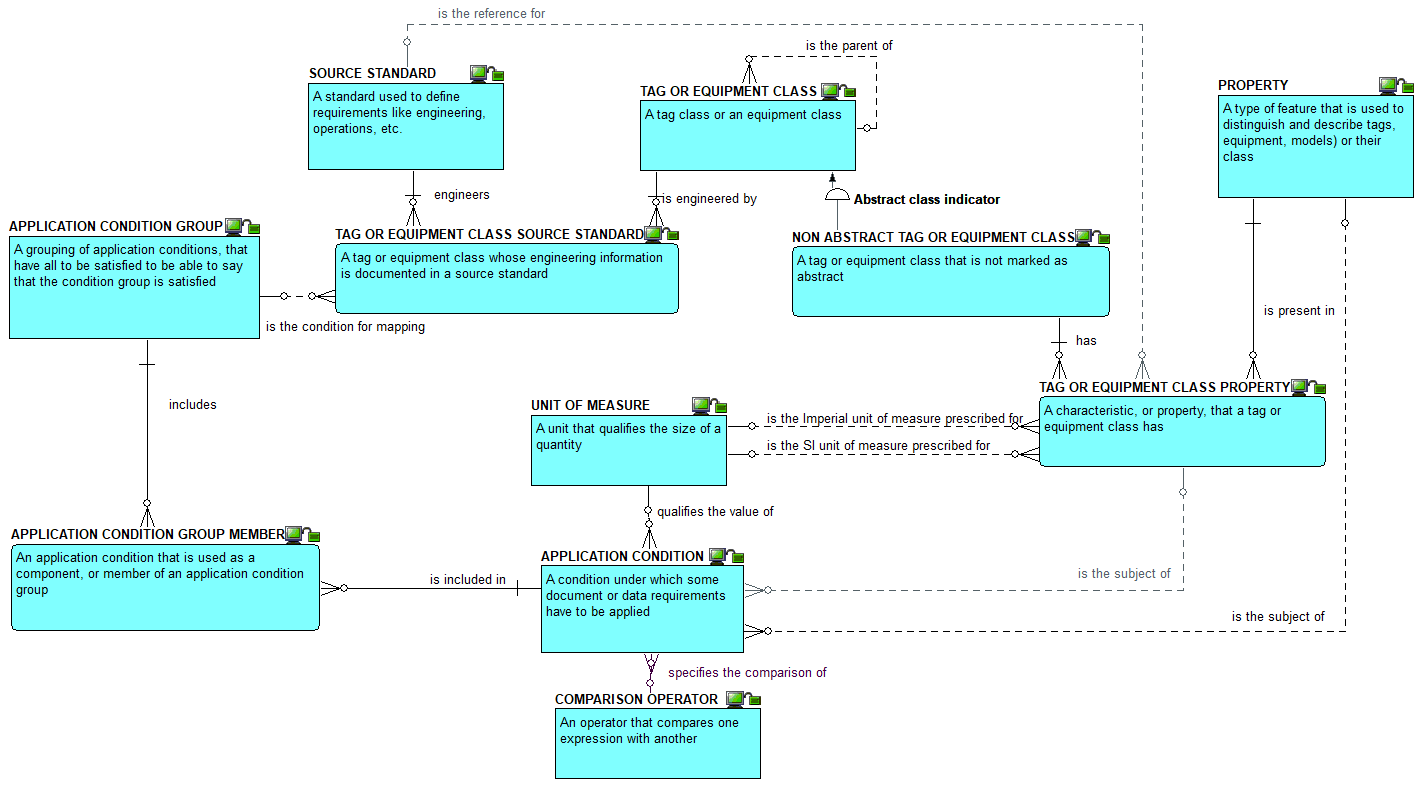 is the reference for
is the parent of
SOURCE STANDARD
A standard used to define
requirements like engineering,
operations, etc.
TAG OR EQUIPMENT CLASS
A tag class or an equipment class
PROPERTY
A type of feature that is used to
distinguish and describe tags,
equipment, models) or their
class
engineers
is engineered by
Abstract class indicator
APPLICATION CONDITION GROUP
A grouping of application conditions, that
have all to be satisfied to be able to say
that the condition group is satisfied
TAG OR EQUIPMENT CLASS SOURCE STANDARD
A tag or equipment class whose engineering information
is documented in a source standard
NON ABSTRACT TAG OR EQUIPMENT CLASS
A tag or equipment class that is not marked as
abstract
is the condition for mapping
is present in
has
includes
UNIT OF MEASURE
A unit that qualifies the size of a
quantity
is the Imperial unit of measure prescribed for
is the SI unit of measure prescribed for
TAG OR EQUIPMENT CLASS PROPERTY
A characteristic, or property, that a tag or
equipment class has
qualifies the value of
APPLICATION CONDITION GROUP MEMBER
An application condition that is used as a
component, or member of an application condition
group
is included in
APPLICATION CONDITION
A condition under which some
document or data requirements
have to be applied
is the subject of
is the subject of
specifies the comparison of
COMPARISON OPERATOR
An operator that compares one
expression with another